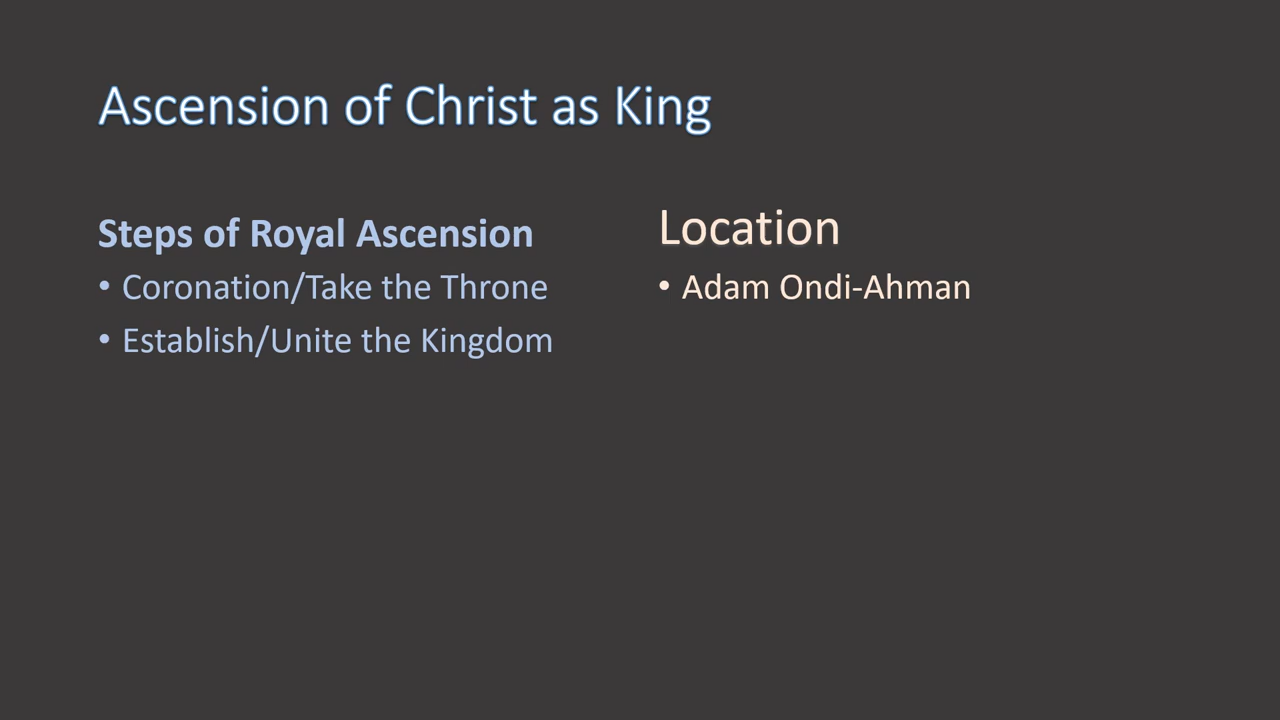 Ascension of Christ as King
Steps of Royal Ascension
• Coronation/Take the Throne
• Establish/Unite the Kingdom
Location
• Adam Ondi-Ahman